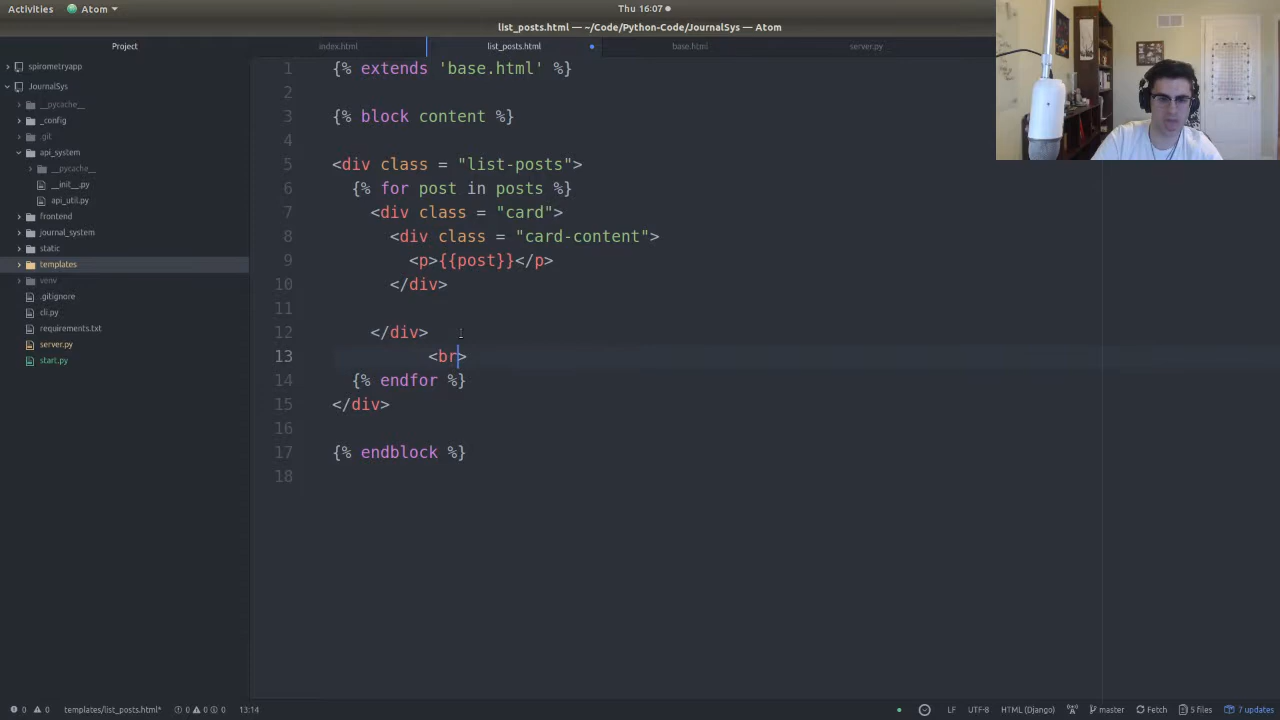 Activities
Atom
Thu 16:07
list_posts.html — ~/Code/Python-Code/JournalSys — Atom
Project
index.html
list_posts.html
base.html
server.py
spirometryapp
JournalSys
__pycache__
_config
.git
api_system
__pycache__
__init__.py
api_util.py
frontend
journal_system
static
templates
venv
.gitignore
cli.py
requirements.txt
server.py
start.py
1 {% extends 'base.html' %}
2
3 {% block content %}
4
5 <div class = "list-posts">
6 {% for post in posts %}
7 <div class = "card">
8 <div class = "card-content">
9 <p>{{post}}</p>
10 </div>
11
12 </div>
13 <br>
14 {% endfor %}
15 </div>
16
17 {% endblock %}
18
0 0 templates/list_posts.html* 0 0 0 13:14
LF UTF-8 HTML (Django) master Fetch 5 files 7 updates